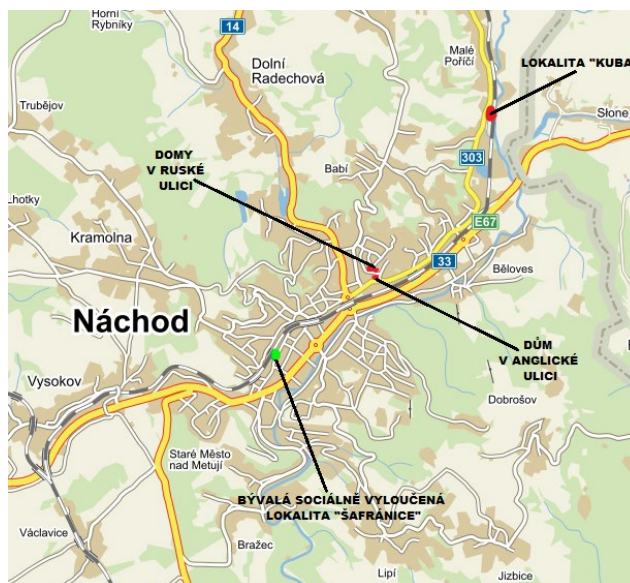 Horní
Rybníky
14
Dolní
Radechová
Malé
Poříčí
LOKALITA "KUBA
Trubějov
Słone
DOMY
V RUSKÉ
ULICI
Babí
303
Lhotky
E67
Kramolna
33
Běloves
Náchod
DŮM
V ANGLICKÉ
ULICI
Vysokov
Dobrošov
Staré Město
nad Metují
BÝVALÁ SOCIÁLNĚ VYLOUČENÁ
LOKALITA "ŠAFRÁNICE"
Václavice
Bražec
Lipí
Jizbice